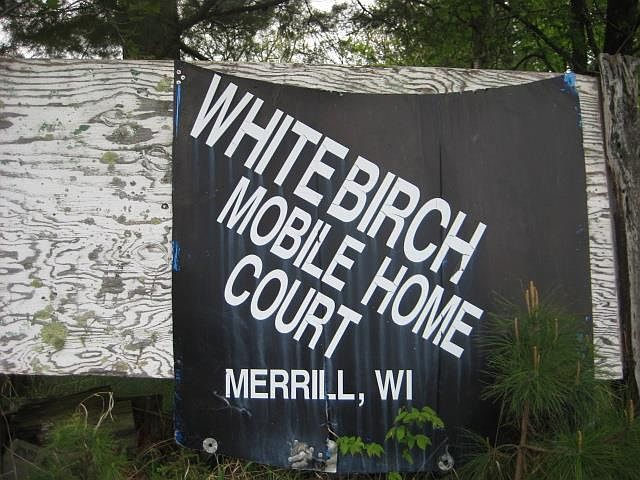 WHITEBIRCH
MOBILE HOME
COURT
MERRILL, WI